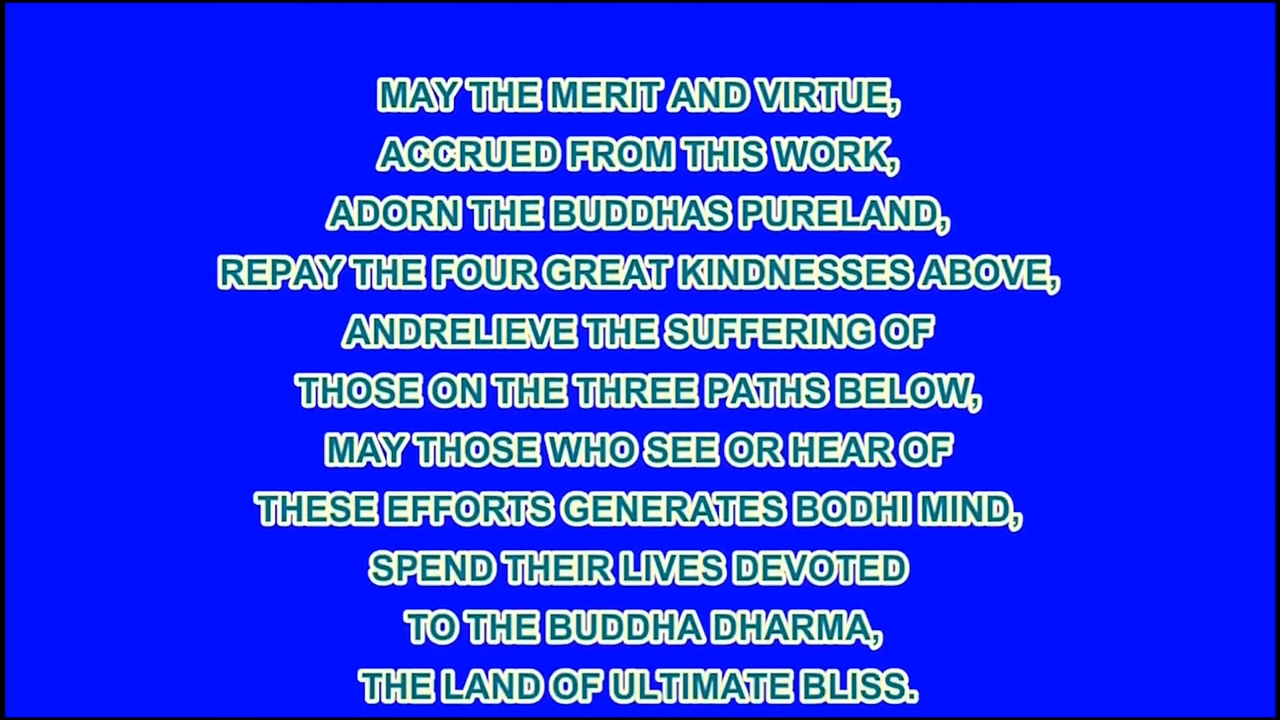 MAY THE MERIT AND VIRTUE,
ACCRUED FROM THIS WORK,
ADORN THE BUDDHAS PURELAND,
REPAY THE FOUR GREAT KINDNESSES ABOVE,
ANDRELIEVE THE SUFFERING OF
THOSE ON THE THREE PATHS BELOW,
MAY THOSE WHO SEE OR HEAR OF
THESE EFFORTS GENERATES BODHI MIND,
SPEND THEIR LIVES DEVOTED
TO THE BUDDHA DHARMA,
THE LAND OF ULTIMATE BLISS.